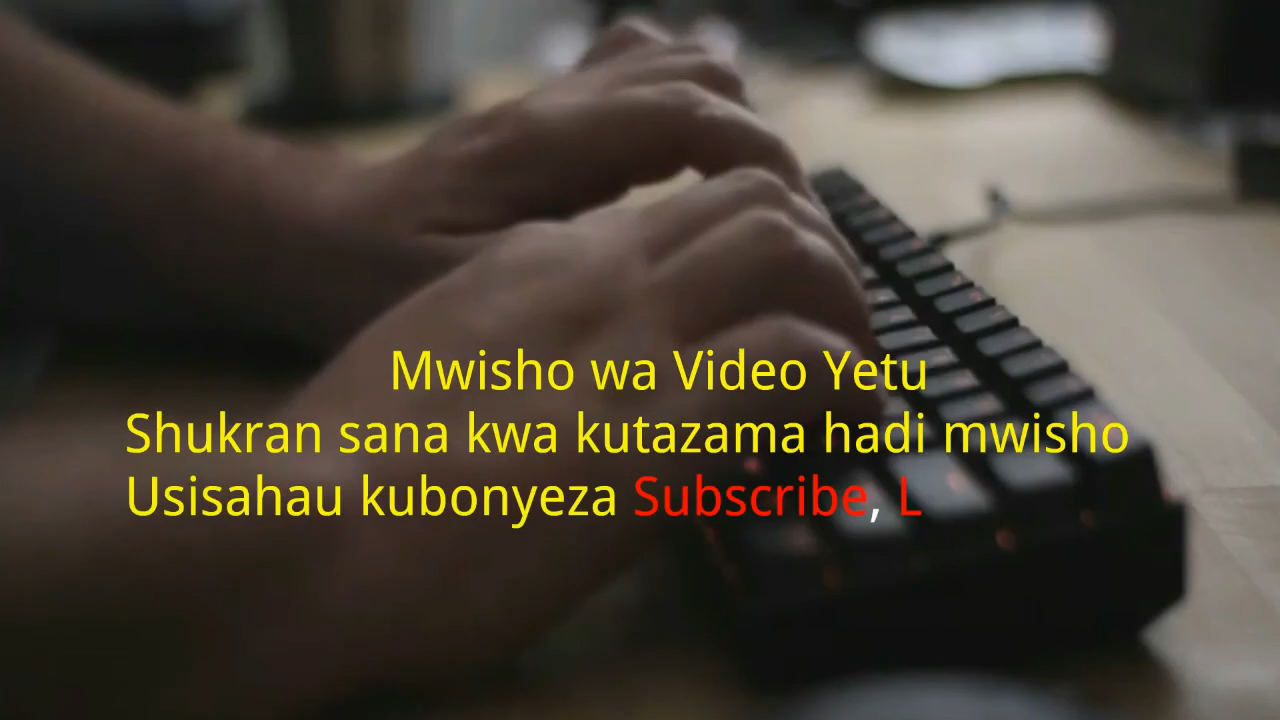 Mwisho wa Video Yetu
Shukran sana kwa kutazama hadi mwisho
Usisahau kubonyeza Subscribe, L